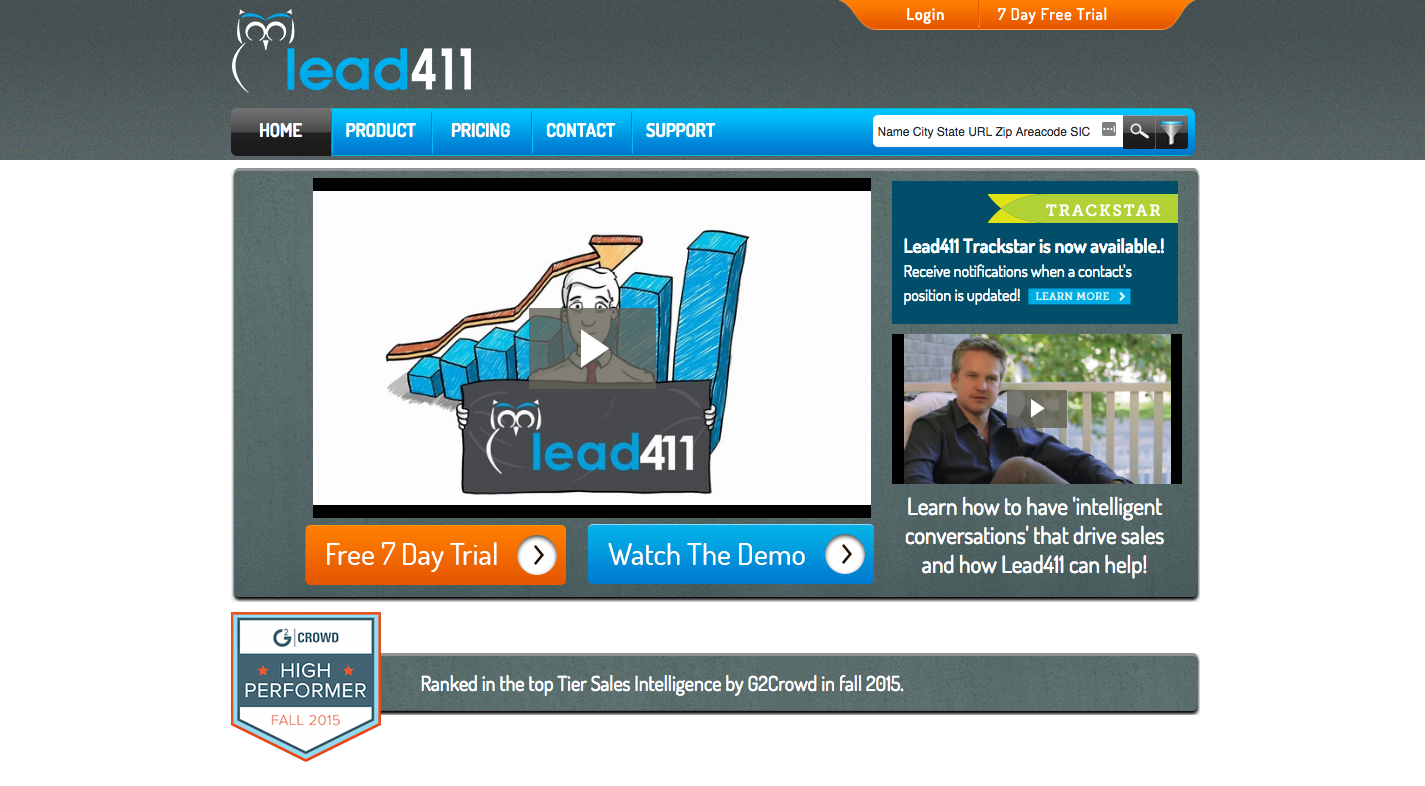 Login
7 Day Free Trial
lead411
HOME
PRODUCT
PRICING
CONTACT
SUPPORT
Name City State URL Zip Areacode SIC
TRACKSTAR
Lead411 Trackstar is now available.!
Receive notifications when a contact's
position is updated!
LEARN MORE
lead411
Free 7 Day Trial
Watch The Demo
Learn how to have 'intelligent
conversations' that drive sales
and how Lead411 can help!
G2 CROWD
HIGH
PERFORMER
FALL 2015
Ranked in the top Tier Sales Intelligence by G2Crowd in fall 2015.